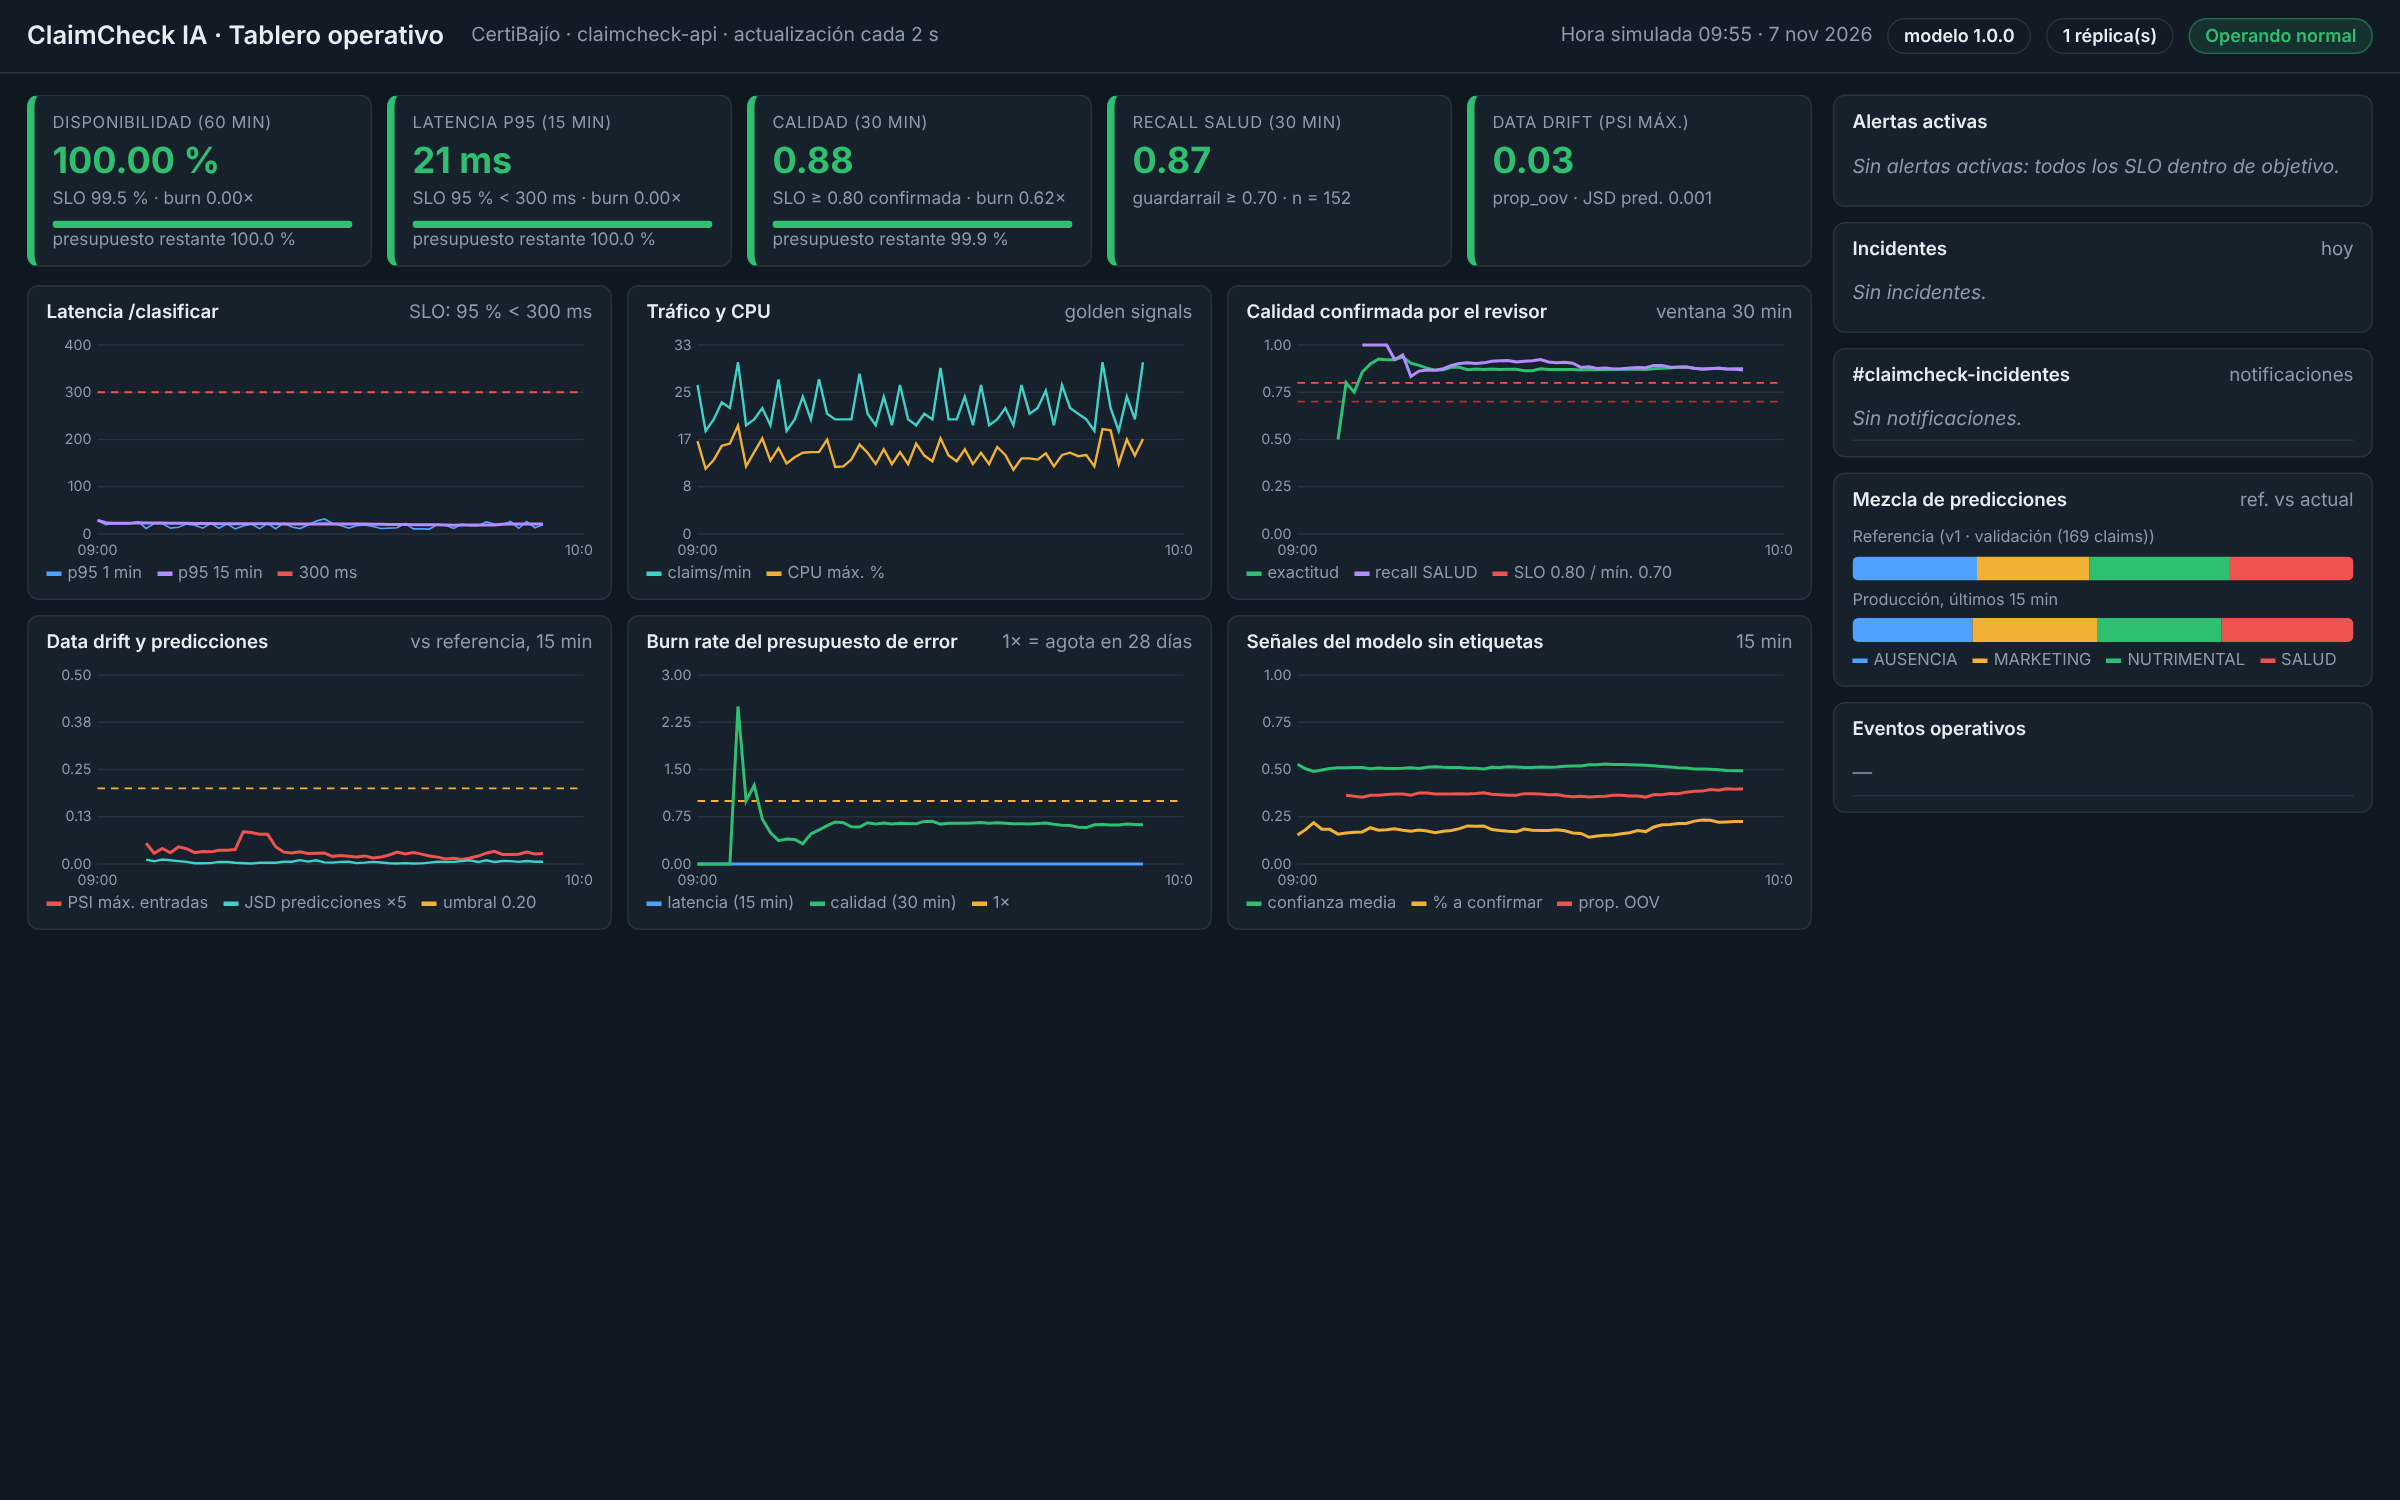 ClaimCheck IA · Tablero operativo
CertiBajío · claimcheck-api · actualización cada 2 s
Hora simulada 09:55 · 7 nov 2026
modelo 1.0.0
1 réplica(s)
Operando normal
DISPONIBILIDAD (60 MIN)
100.00 %
SLO 99.5 % · burn 0.00×
presupuesto restante 100.0 %
LATENCIA P95 (15 MIN)
21 ms
SLO 95 % < 300 ms · burn 0.00×
presupuesto restante 100.0 %
CALIDAD (30 MIN)
0.88
SLO ≥ 0.80 confirmada · burn 0.62×
presupuesto restante 99.9 %
RECALL SALUD (30 MIN)
0.87
guardarraíl ≥ 0.70 · n = 152
DATA DRIFT (PSI MÁX.)
0.03
prop_oov · JSD pred. 0.001
Latencia /clasificar
SLO: 95 % < 300 ms
400
300
200
100
0
09:00
10:0
p95 1 min
p95 15 min
300 ms
Tráfico y CPU
golden signals
33
25
17
8
0
09:00
10:0
claims/min
CPU máx. %
Calidad confirmada por el revisor
ventana 30 min
1.00
0.75
0.50
0.25
0.00
09:00
10:0
exactitud
recall SALUD
SLO 0.80 / mín. 0.70
Data drift y predicciones
vs referencia, 15 min
0.50
0.38
0.25
0.13
0.00
09:00
10:0
PSI máx. entradas
JSD predicciones ×5
umbral 0.20
Burn rate del presupuesto de error
1× = agota en 28 días
3.00
2.25
1.50
0.75
0.00
09:00
10:0
latencia (15 min)
calidad (30 min)
1×
Señales del modelo sin etiquetas
15 min
1.00
0.75
0.50
0.25
0.00
09:00
10:0
confianza media
% a confirmar
prop. OOV
Alertas activas
Sin alertas activas: todos los SLO dentro de objetivo.
Incidentes
hoy
Sin incidentes.
#claimcheck-incidentes
notificaciones
Sin notificaciones.
Mezcla de predicciones
ref. vs actual
Referencia (v1 · validación (169 claims))
Producción, últimos 15 min
AUSENCIA
MARKETING
NUTRIMENTAL
SALUD
Eventos operativos
—